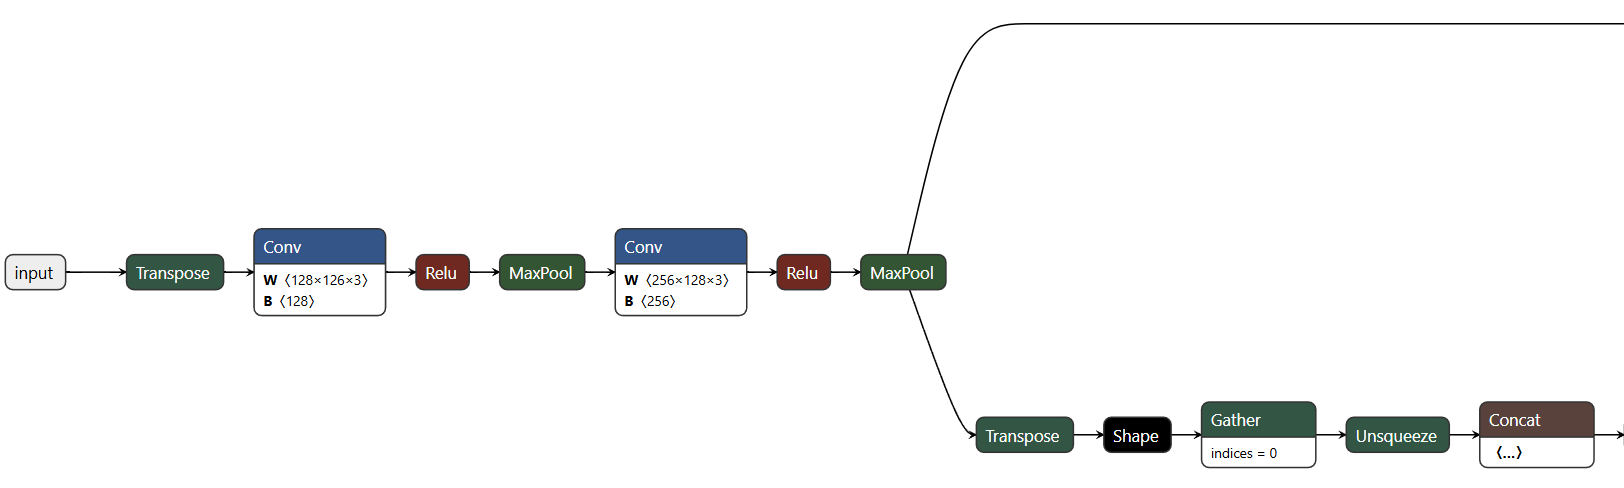 input
Transpose
Conv
W ⟨128×126×3⟩
B ⟨128⟩
Relu
MaxPool
Conv
W ⟨256×128×3⟩
B ⟨256⟩
Relu
MaxPool
Transpose
Shape
Gather
indices = 0
Unsqueeze
Concat
⟨...⟩